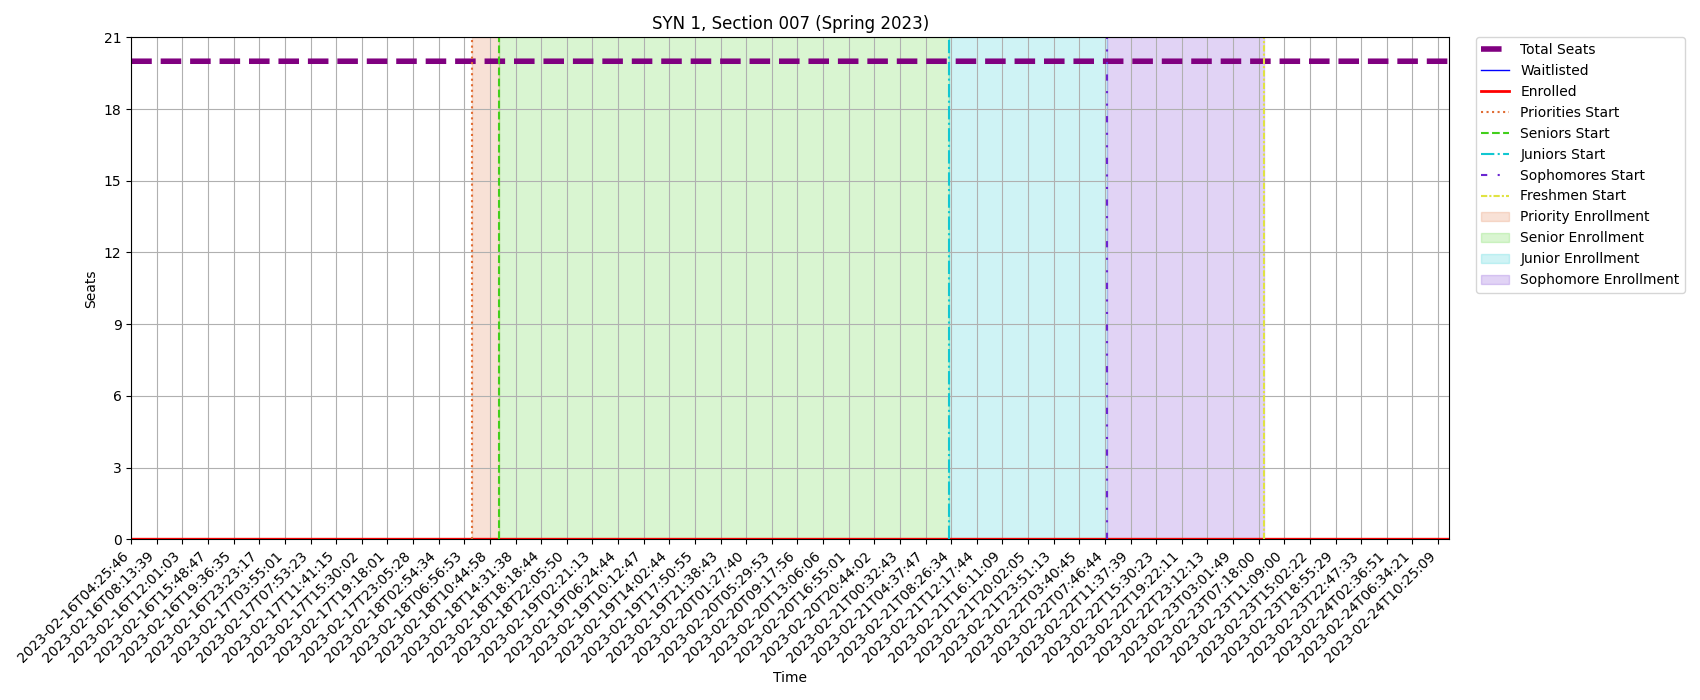 SYN 1, Section 007 (Spring 2023)
21
18
15
12
9
6
3
0
Seats
2023-02-16T04:25:46
2023-02-16T08:13:39
2023-02-16T12:01:03
2023-02-16T15:48:47
2023-02-16T19:36:35
2023-02-16T23:23:17
2023-02-17T03:55:01
2023-02-17T07:53:23
2023-02-17T11:41:15
2023-02-17T15:30:02
2023-02-17T19:18:01
2023-02-17T23:05:28
2023-02-18T02:54:34
2023-02-18T06:56:53
2023-02-18T10:44:58
2023-02-18T14:31:38
2023-02-18T18:18:44
2023-02-18T22:05:50
2023-02-19T02:21:13
2023-02-19T06:24:44
2023-02-19T10:12:47
2023-02-19T14:02:44
2023-02-19T17:50:55
2023-02-19T21:38:43
2023-02-20T01:27:40
2023-02-20T05:29:53
2023-02-20T09:17:56
2023-02-20T13:06:06
2023-02-20T16:55:01
2023-02-20T20:44:02
2023-02-21T00:32:43
2023-02-21T04:37:47
2023-02-21T08:26:34
2023-02-21T12:17:44
2023-02-21T16:11:09
2023-02-21T20:02:05
2023-02-21T23:51:13
2023-02-22T03:40:45
2023-02-22T07:46:44
2023-02-22T11:37:39
2023-02-22T15:30:23
2023-02-22T19:22:11
2023-02-22T23:12:13
2023-02-23T03:01:49
2023-02-23T07:18:00
2023-02-23T11:09:00
2023-02-23T15:02:22
2023-02-23T18:55:29
2023-02-23T22:47:33
2023-02-24T02:36:51
2023-02-24T06:34:21
2023-02-24T10:25:09
Time
Total Seats
Waitlisted
Enrolled
Priorities Start
Seniors Start
Juniors Start
Sophomores Start
Freshmen Start
Priority Enrollment
Senior Enrollment
Junior Enrollment
Sophomore Enrollment